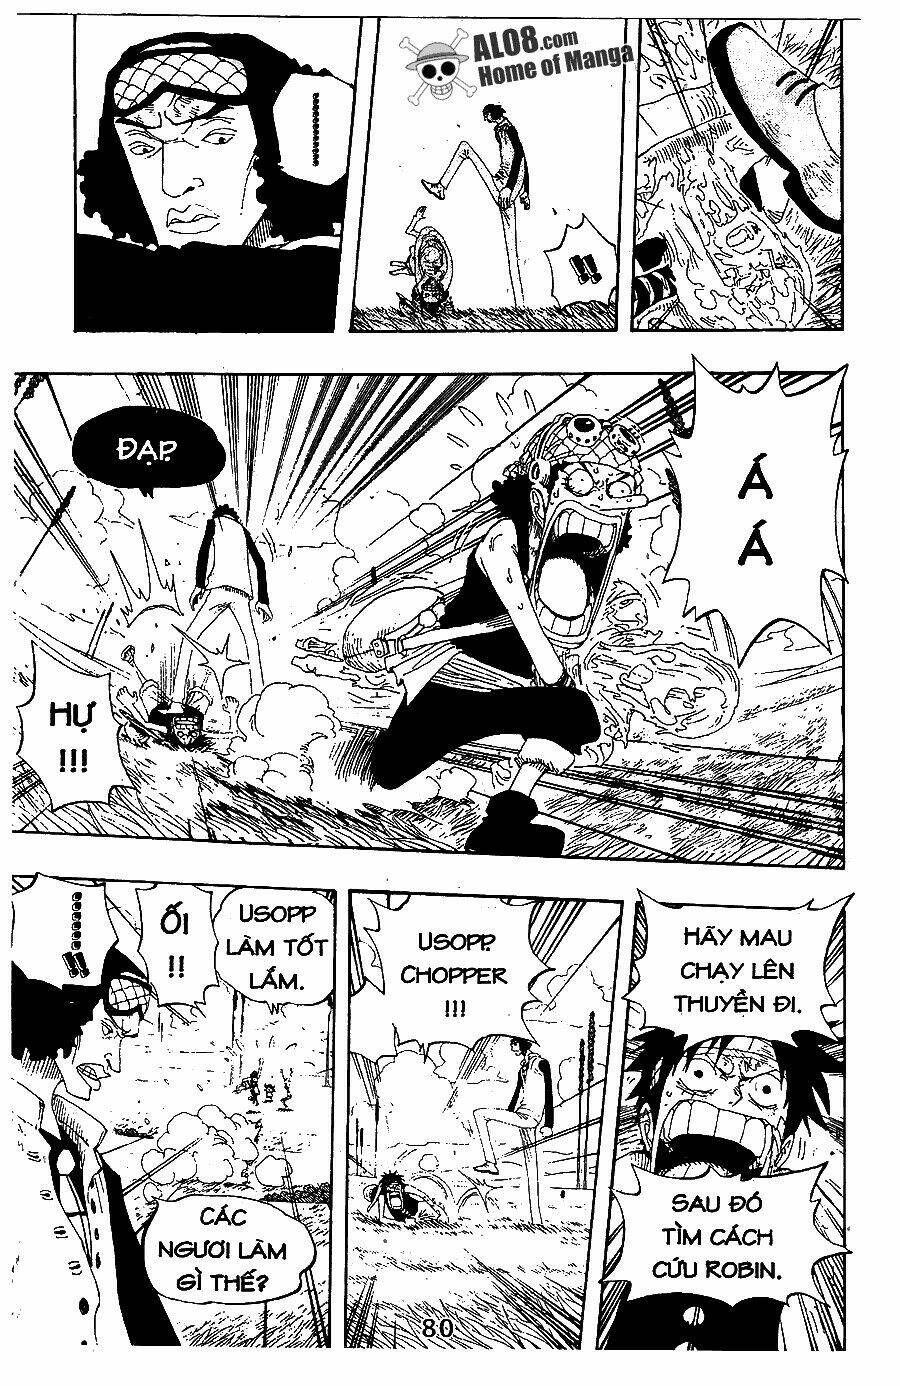 AL08.com
Home of Manga
!!
..........
Á
Á
ĐẠP.
HỰ
!!!
HÃY MAU
CHẠY LÊN
THUYỀN ĐI.
SAU ĐÓ
TÌM CÁCH
CỨU ROBIN.
USOPP.
CHOPPER
!!!
USOPP
LÀM TỐT
LẮM.
ỐI
!!
.......!!
CÁC
NGƯƠI LÀM
GÌ THẾ?
80